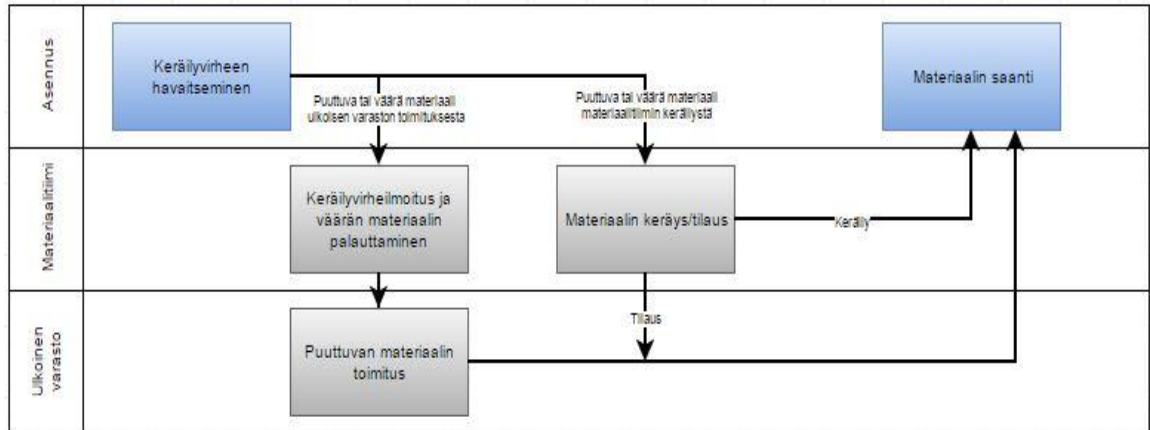 Asennus
Keräilyvirheen
havaitseminen
Puuttuva tai väärä materiaali
ulkoisen varaston toimituksesta
Puuttuva tai väärä materiaali
materiaalitiimin keräilystä
Materiaalin saanti
Materiaalitiimi
Keräilyvirheilmoitus ja
väärän materiaalin
palauttaminen
Materiaalin keräys/tilaus
Keräily
Tilaus
Ulkoinen
varasto
Puuttuvan materiaalin
toimitus